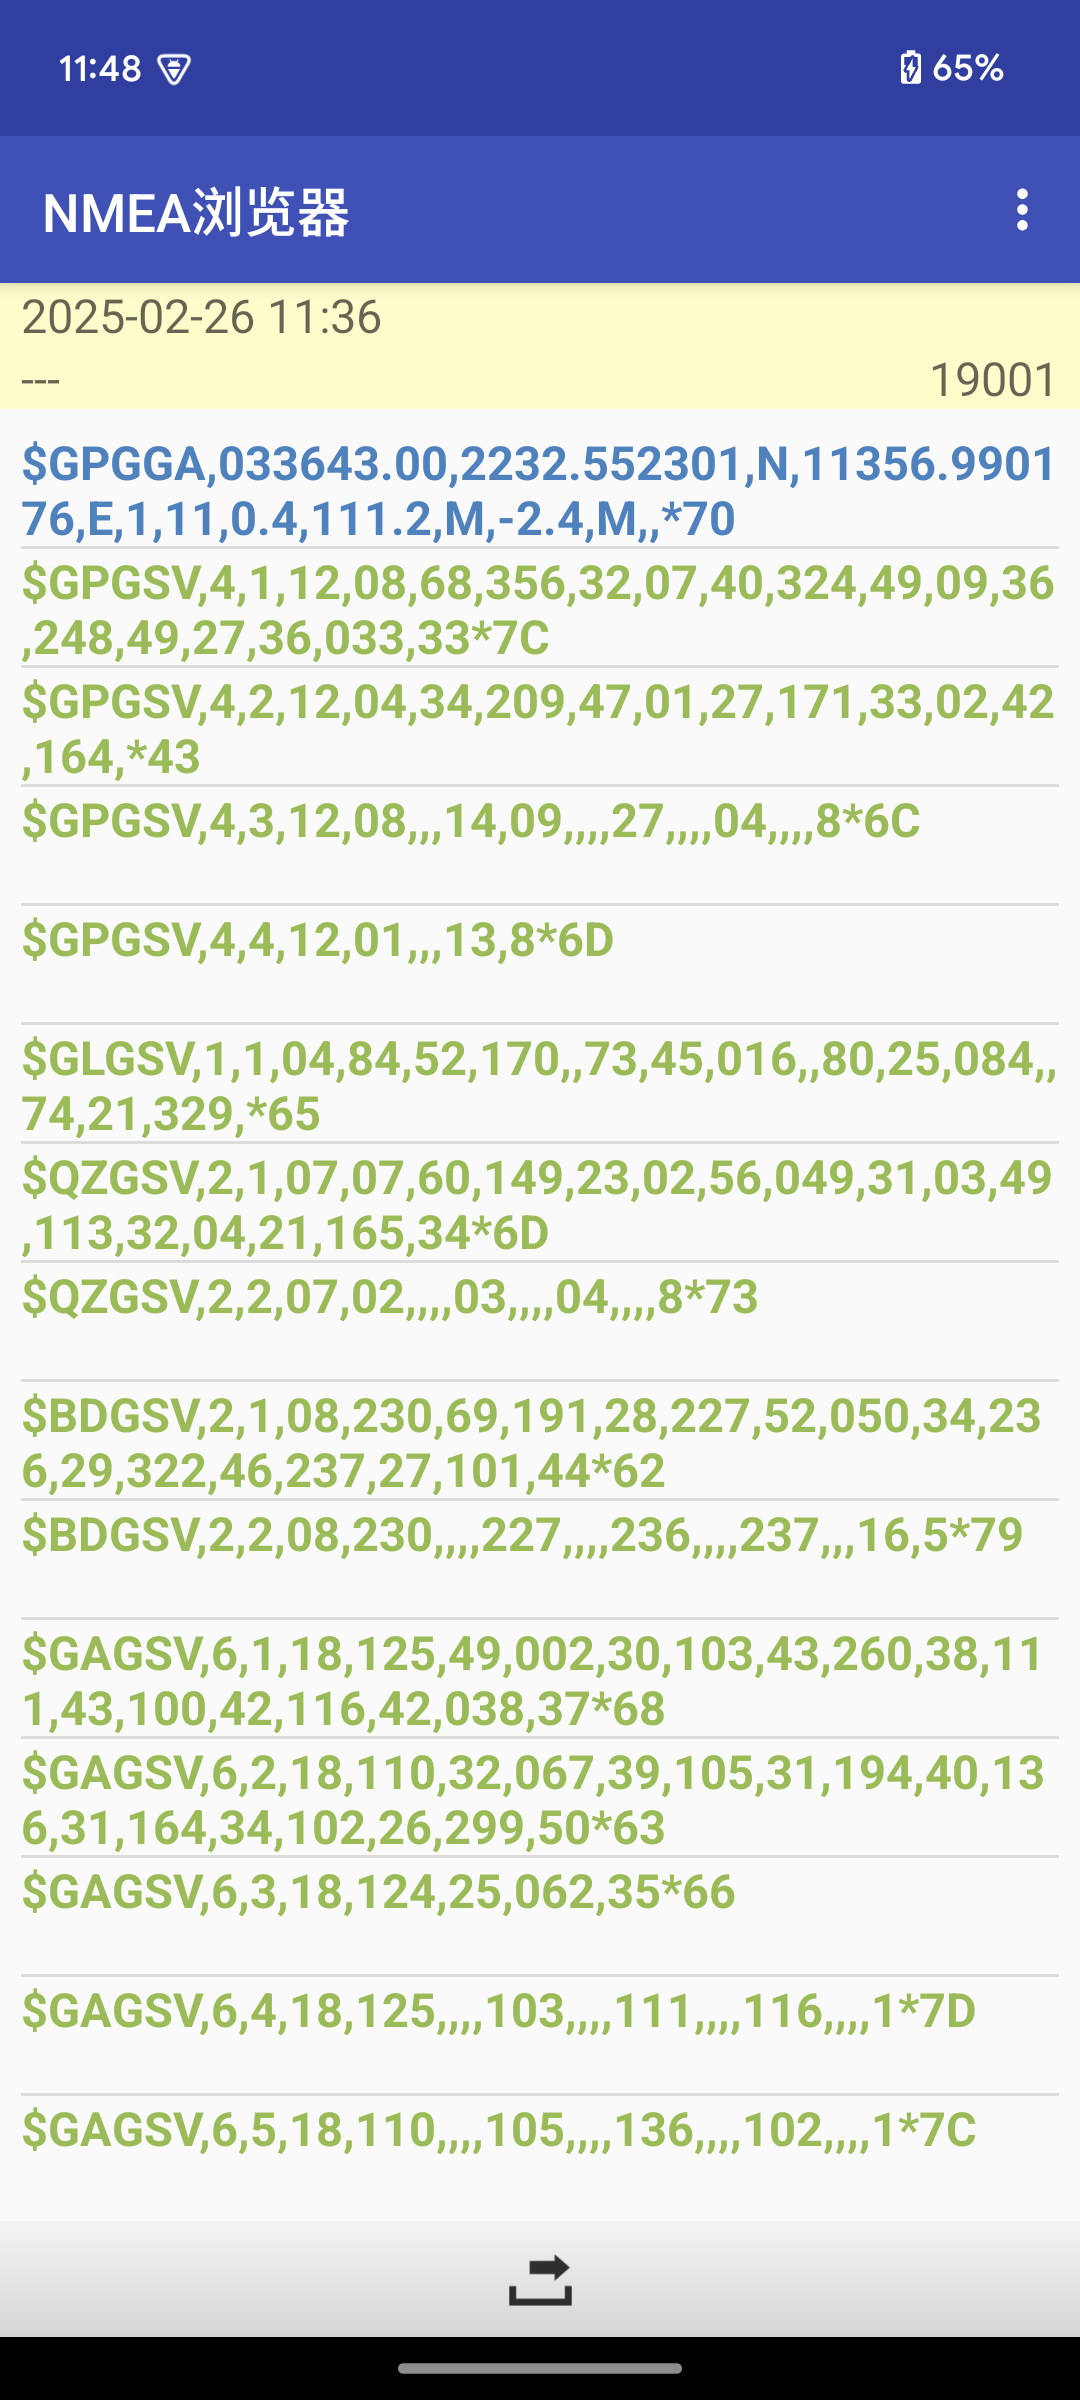 11:48
65%
NMEA浏览器
2025-02-26 11:36
---
19001
$GPGGA,033643.00,2232.552301,N,11356.9901
76,E,1,11,0.4,111.2,M,-2.4,M,,*70
$GPGSV,4,1,12,08,68,356,32,07,40,324,49,09,36
,248,49,27,36,033,33*7C
$GPGSV,4,2,12,04,34,209,47,01,27,171,33,02,42
,164,*43
$GPGSV,4,3,12,08,,,14,09,,,,27,,,,04,,,,8*6C
$GPGSV,4,4,12,01,,,13,8*6D
$GLGSV,1,1,04,84,52,170,,73,45,016,,80,25,084,,
74,21,329,*65
$QZGSV,2,1,07,07,60,149,23,02,56,049,31,03,49
,113,32,04,21,165,34*6D
$QZGSV,2,2,07,02,,,,03,,,,04,,,,8*73
$BDGSV,2,1,08,230,69,191,28,227,52,050,34,23
6,29,322,46,237,27,101,44*62
$BDGSV,2,2,08,230,,,,227,,,,236,,,,237,,,16,5*79
$GAGSV,6,1,18,125,49,002,30,103,43,260,38,11
1,43,100,42,116,42,038,37*68
$GAGSV,6,2,18,110,32,067,39,105,31,194,40,13
6,31,164,34,102,26,299,50*63
$GAGSV,6,3,18,124,25,062,35*66
$GAGSV,6,4,18,125,,,,103,,,,111,,,,116,,,,1*7D
$GAGSV,6,5,18,110,,,,105,,,,136,,,,102,,,,1*7C